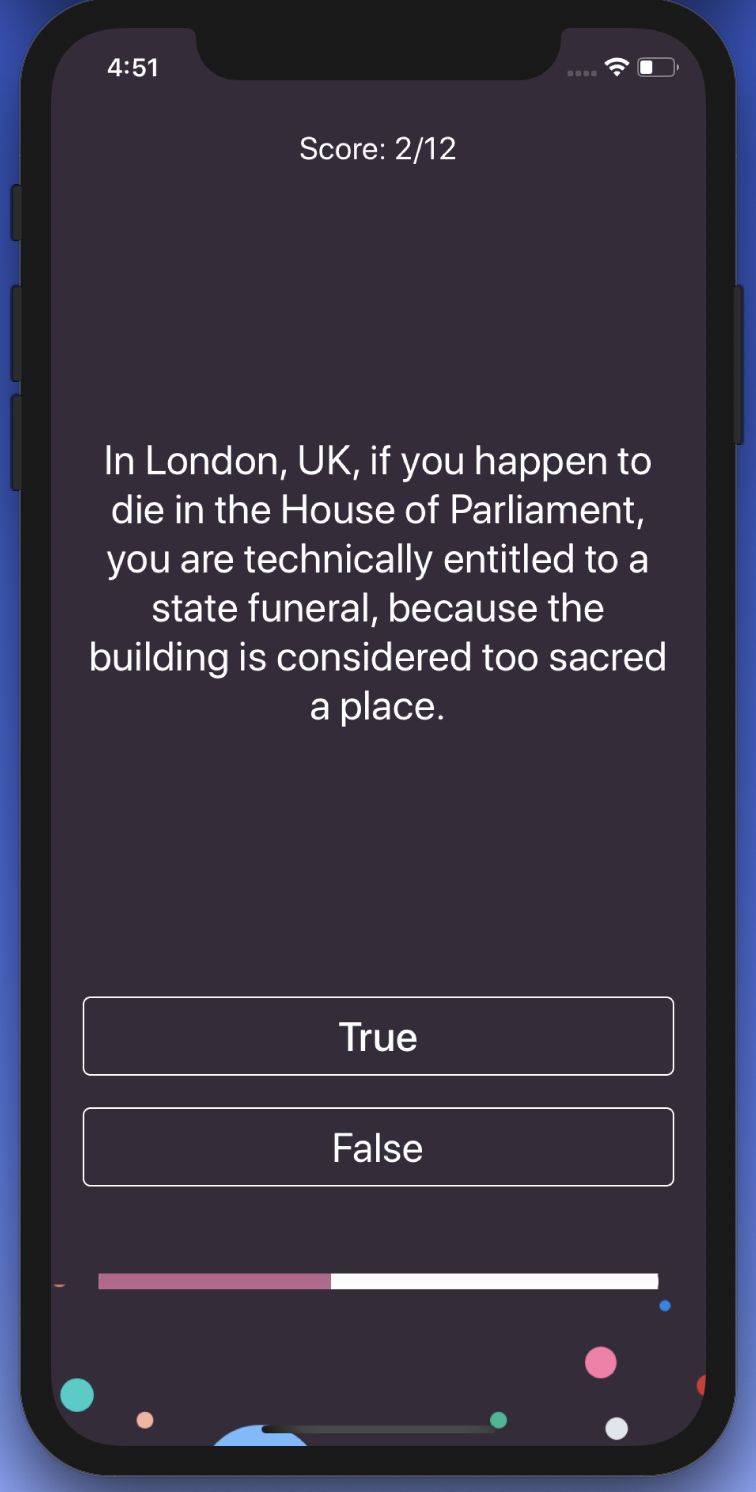 4:51
Score: 2/12
In London, UK, if you happen to
die in the House of Parliament,
you are technically entitled to a
state funeral, because the
building is considered too sacred
a place.
True
False